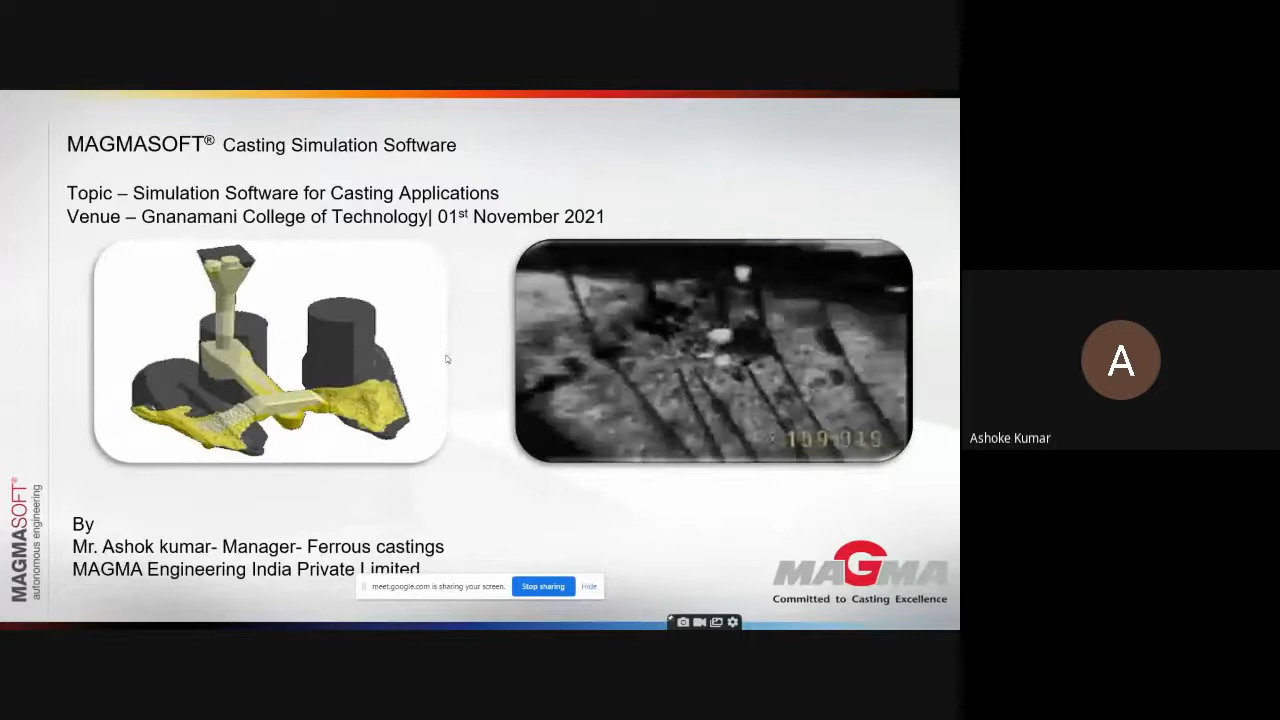 MAGMASOFT® Casting Simulation Software
Topic – Simulation Software for Casting Applications
Venue – Gnanamani College of Technology| 01st November 2021
A
Ashoke Kumar
MAGMASOFT®
autonomous engineering
By
Mr. Ashok kumar- Manager- Ferrous castings
MAGMA Engineering India Private Limited
meet.google.com is sharing your screen.
Stop sharing
Hide
MAGMA
Committed to Casting Excellence